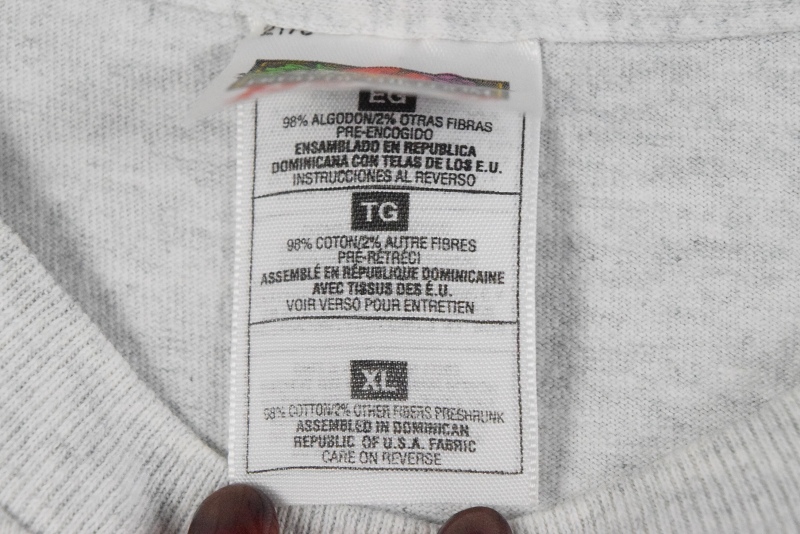 EG
98% ALGODON/2% OTRAS FIBRAS
PRE-ENCOGIDO
ENSAMBLADO EN REPUBLICA
DOMINICANA CON TELAS DE LOS E.U.
INSTRUCCIONES AL REVERSO
TG
98% COTON/2% AUTRE FIBRES
PRÉ-RÉTRÉCI
ASSEMBLÉ EN RÉPUBLIQUE DOMINICAINE
AVEC TISSUS DES É.U.
VOIR VERSO POUR ENTRETIEN
XL
98% COTTON/2% OTHER FIBERS PRESHRUNK
ASSEMBLED IN DOMINICAN
REPUBLIC OF U.S.A. FABRIC
CARE ON REVERSE